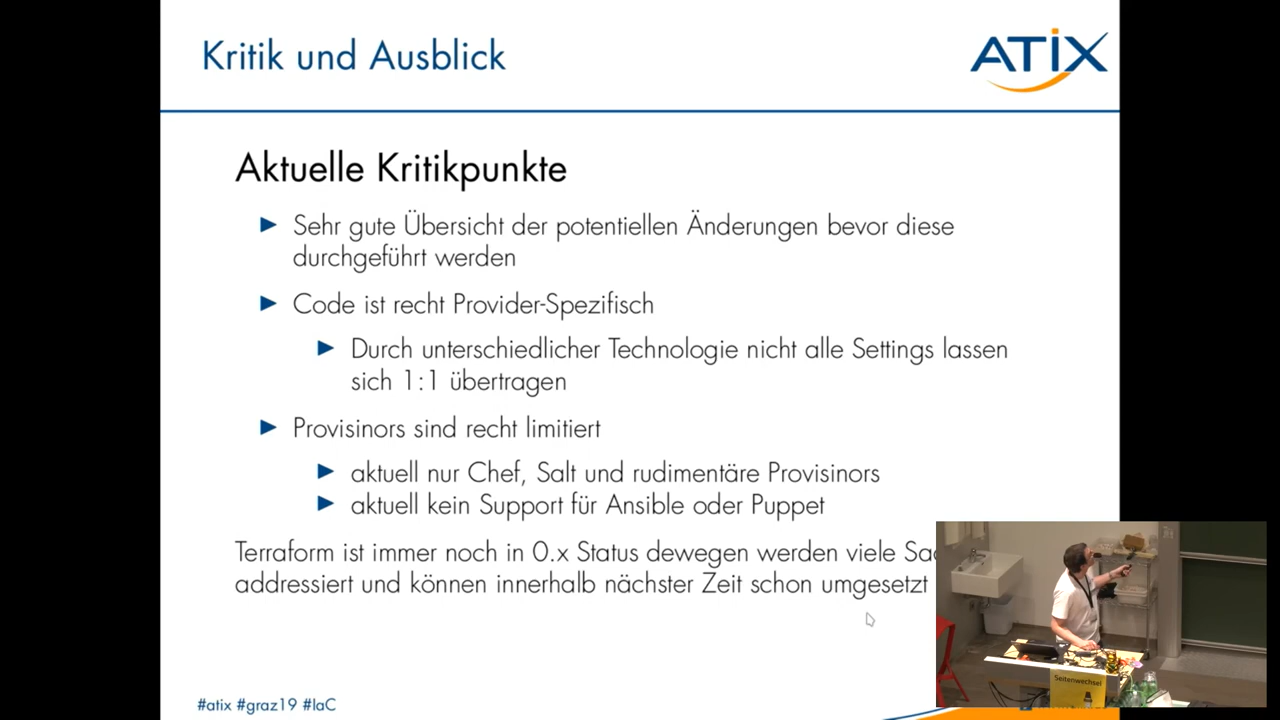 Kritik und Ausblick
ATIX
Aktuelle Kritikpunkte
Sehr gute Übersicht der potentiellen Änderungen bevor diese
durchgeführt werden
Code ist recht Provider-Spezifisch
Durch unterschiedlicher Technologie nicht alle Settings lassen
sich 1:1 übertragen
Provisinors sind recht limitiert
aktuell nur Chef, Salt und rudimentäre Provisinors
aktuell kein Support für Ansible oder Puppet
Terraform ist immer noch in 0.x Status dewegen werden viele
addressiert und können innerhalb nächster Zeit schon umgesetzt
Seitenwechsel
#atix #graz19 #IaC